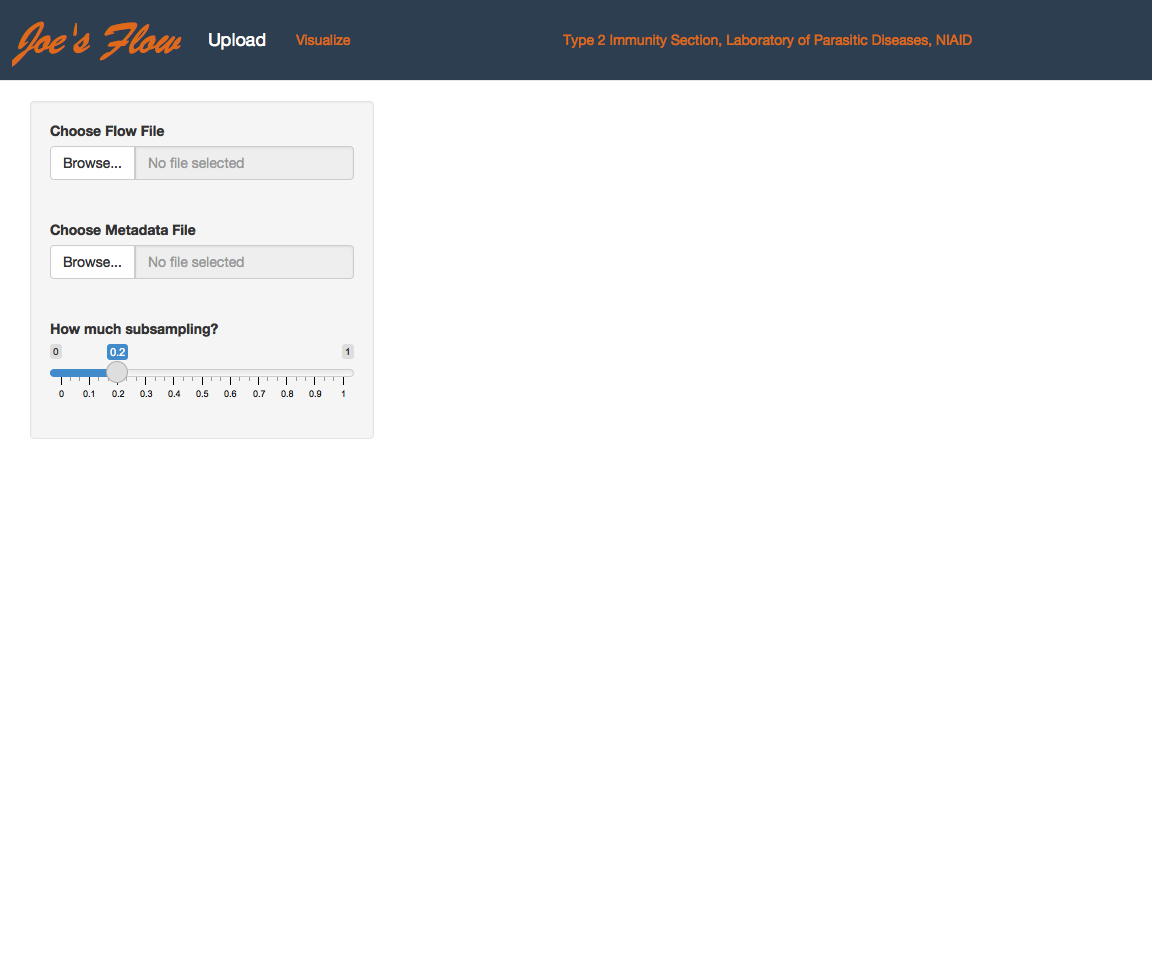 Joe's Flow Upload Visualize Type 2 Immunity Section, Laboratory of Parasitic Diseases, NIAID
Choose Flow File
Browse... No file selected
Choose Metadata File
Browse... No file selected
How much subsampling?
0 0.2 1
0 0.1 0.2 0.3 0.4 0.5 0.6 0.7 0.8 0.9 1